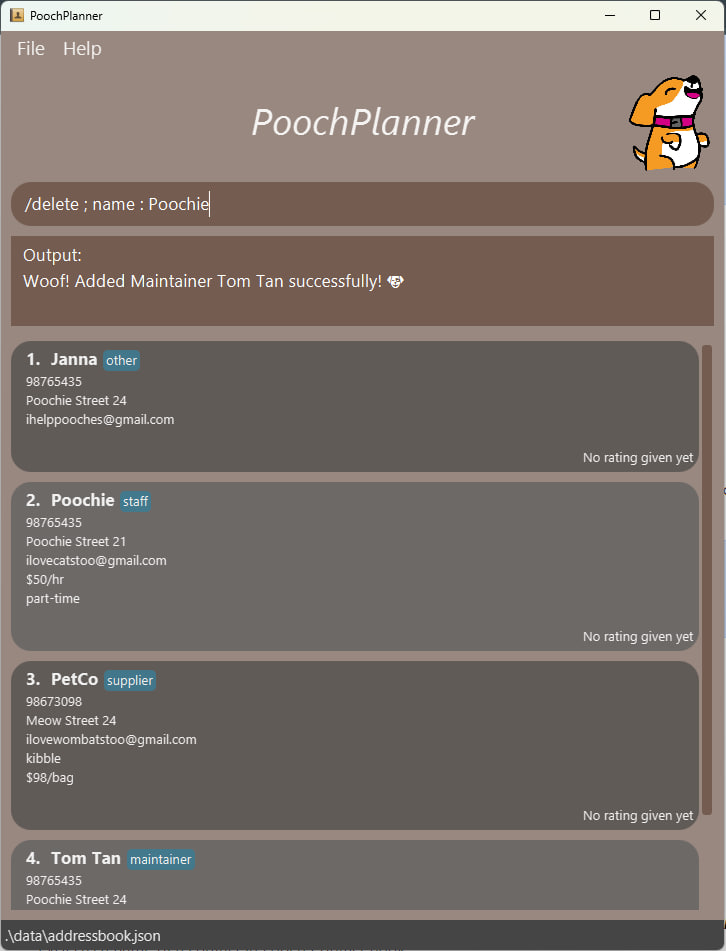 PoochPlanner
File Help
PoochPlanner
/delete ; name : Poochie
Output:
Woof! Added Maintainer Tom Tan successfully! 🐶
1. Janna other
98765435
Poochie Street 24
ihelppooches@gmail.com
No rating given yet
2. Poochie staff
98765435
Poochie Street 21
ilovecatstoo@gmail.com
$50/hr
part-time
No rating given yet
3. PetCo supplier
98673098
Meow Street 24
ilovewombatstoo@gmail.com
kibble
$98/bag
No rating given yet
4. Tom Tan maintainer
98765435
Poochie Street 24
.\data\addressbook.json